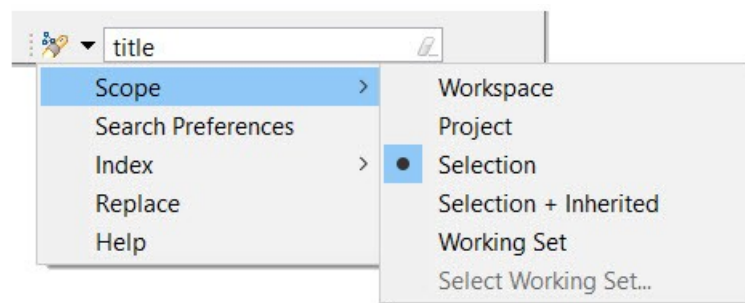 title
Scope
Search Preferences
Index
Replace
Help
Workspace
Project
Selection
Selection + Inherited
Working Set
Select Working Set...